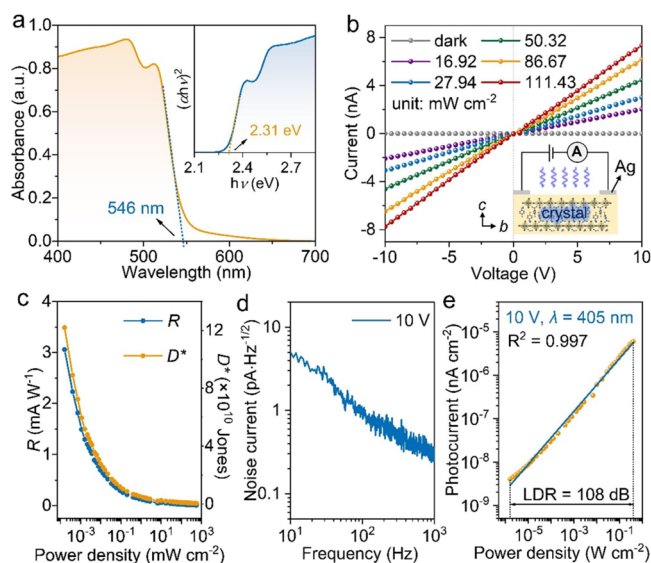 a
Absorbance (a.u.)
1.0
0.8
0.6
0.4
0.2
0.0
400 500 600 700
Wavelength (nm)
546 nm
(αhν)²
2.31 eV
2.1 2.4 2.7
hν (eV)
b
Current (nA)
8
4
0
-4
-8
-10 -5 0 5 10
Voltage (V)
dark 50.32
16.92 86.67
27.94 111.43
unit: mW cm⁻²
A
Ag
crystal
c
b
c
R (mA W⁻¹)
4
3
2
1
0
R
D*
12
8
4
0
D* (×10¹⁰ Jones)
10⁻³ 10⁻¹ 10¹
Power density (mW cm⁻²)
d
Noise current (pA·Hz⁻¹/²)
10
1
0.1
10 V
10¹ 10² 10³
Frequency (Hz)
e
Photocurrent (nA cm⁻²)
10⁻⁵
10⁻⁶
10⁻⁷
10⁻⁸
10⁻⁹
10 V, λ = 405 nm
R² = 0.997
LDR = 108 dB
10⁻⁵ 10⁻³ 10⁻¹
Power density (W cm⁻²)